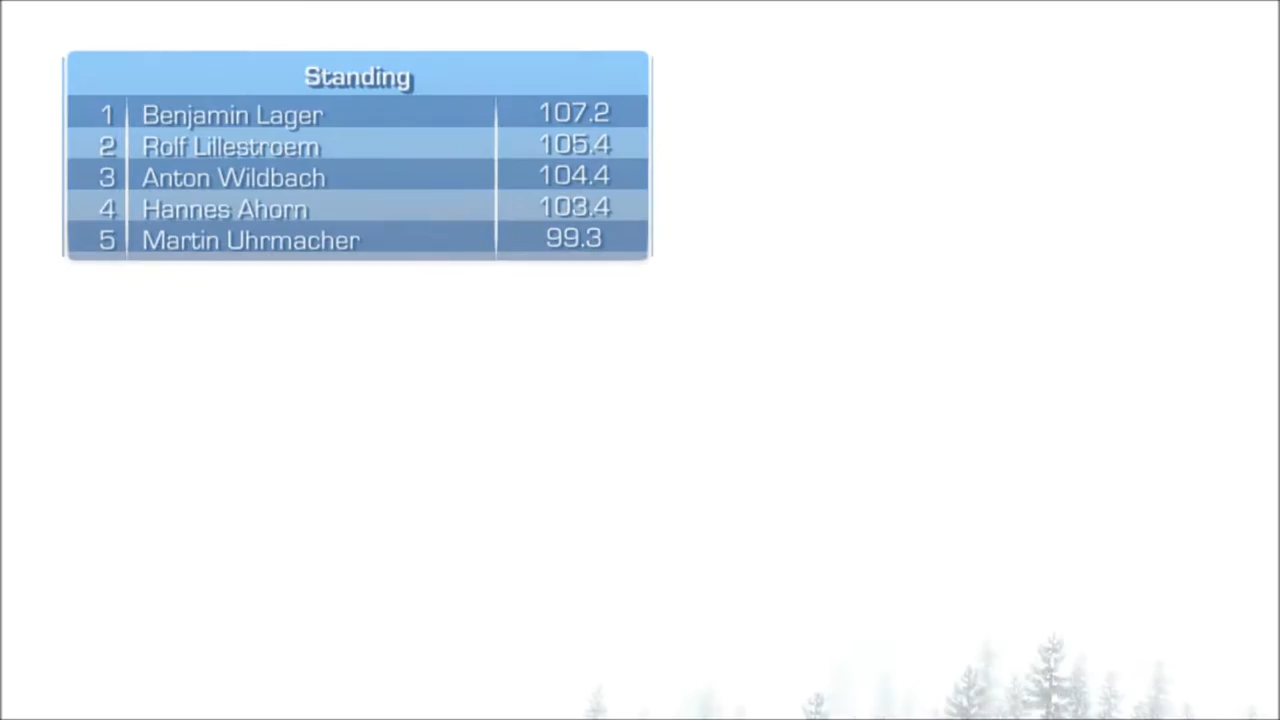 Standing
1 Benjamin Lager 107.2
2 Rolf Lillestroem 105.4
3 Anton Wildbach 104.4
4 Hannes Ahorn 103.4
5 Martin Uhrmacher 99.3